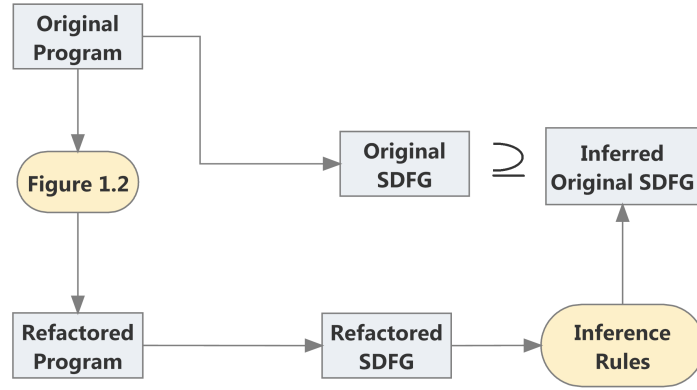 Original
Program
Figure 1.2
Original
SDFG
⊇
Inferred
Original SDFG
Refactored
Program
Refactored
SDFG
Inference
Rules